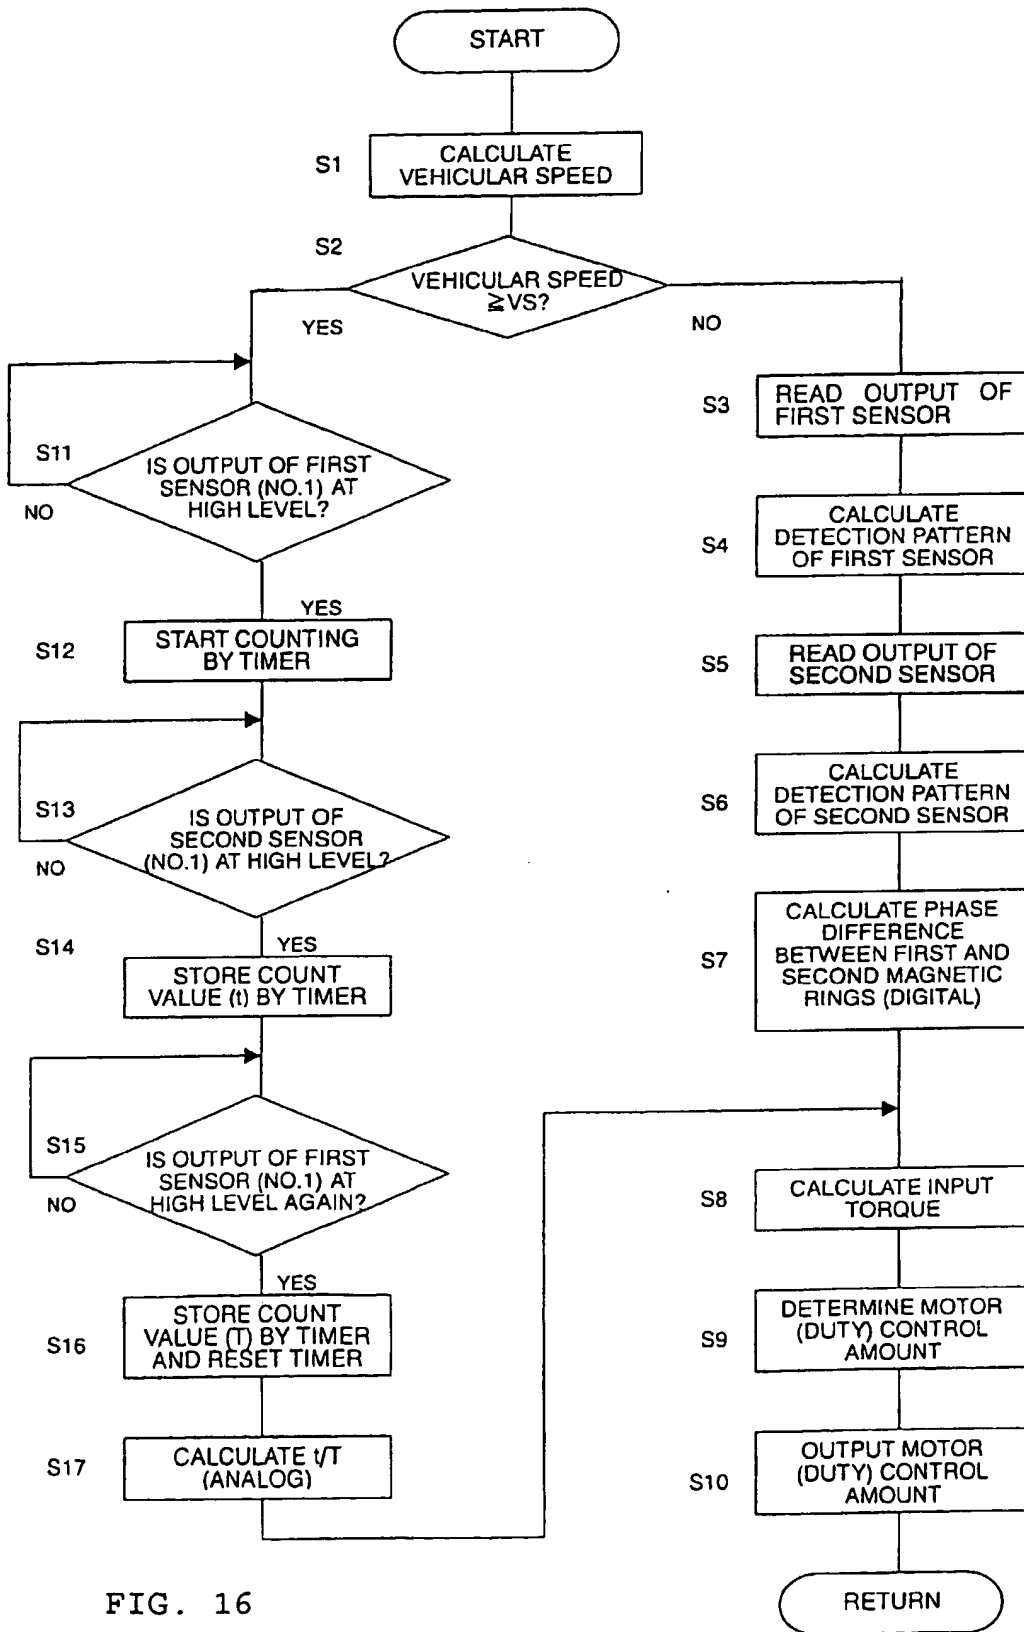 START
S1
CALCULATE
VEHICULAR SPEED
S2
VEHICULAR SPEED
≧VS?
YES
NO
S11
IS OUTPUT OF FIRST
SENSOR (NO.1) AT
HIGH LEVEL?
NO
YES
S12
START COUNTING
BY TIMER
S13
IS OUTPUT OF
SECOND SENSOR
(NO.1) AT HIGH LEVEL?
NO
YES
S14
STORE COUNT
VALUE (t) BY TIMER
S15
IS OUTPUT OF FIRST
SENSOR (NO.1) AT
HIGH LEVEL AGAIN?
NO
YES
S16
STORE COUNT
VALUE (T) BY TIMER
AND RESET TIMER
S17
CALCULATE t/T
(ANALOG)
S3
READ OUTPUT OF
FIRST SENSOR
S4
CALCULATE
DETECTION PATTERN
OF FIRST SENSOR
S5
READ OUTPUT OF
SECOND SENSOR
S6
CALCULATE
DETECTION PATTERN
OF SECOND SENSOR
S7
CALCULATE PHASE
DIFFERENCE
BETWEEN FIRST AND
SECOND MAGNETIC
RINGS (DIGITAL)
S8
CALCULATE INPUT
TORQUE
S9
DETERMINE MOTOR
(DUTY) CONTROL
AMOUNT
S10
OUTPUT MOTOR
(DUTY) CONTROL
AMOUNT
RETURN
FIG. 16